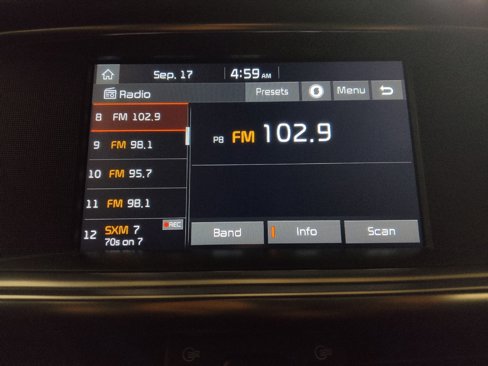 Sep. 17 4:59 AM
Radio Presets Menu
8 FM 102.9
9 FM 98.1
10 FM 95.7
11 FM 98.1
12 SXM 7 REC
70s on 7
P8 FM 102.9
Band Info Scan